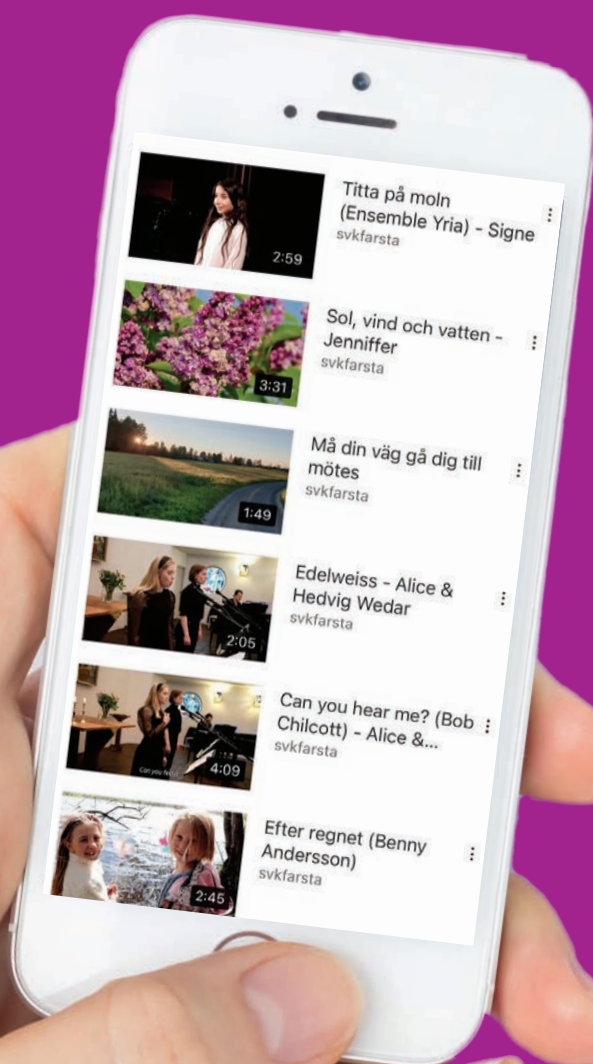 Titta på moln
(Ensemble Yria) - Signe
svkfarsta
2:59
Sol, vind och vatten -
Jenniffer
svkfarsta
3:31
Må din väg gå dig till
mötes
svkfarsta
1:49
Edelweiss - Alice &
Hedvig Wedar
svkfarsta
2:05
Can you hear me? (Bob
Chilcott) - Alice &...
svkfarsta
Can you
4:09
Efter regnet (Benny
Andersson)
svkfarsta
2:45